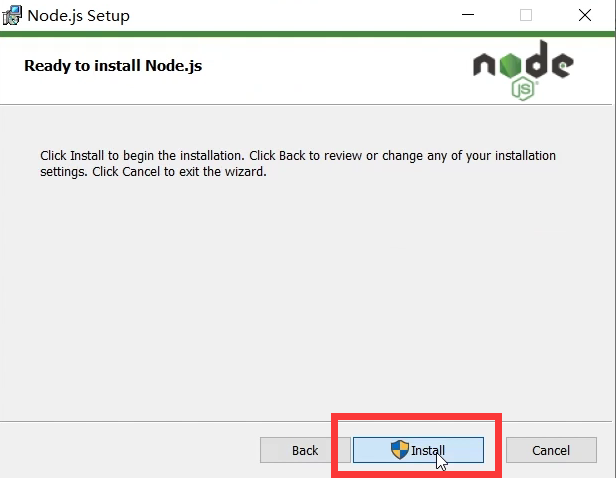 Node.js Setup
Ready to install Node.js
node
JS
Click Install to begin the installation. Click Back to review or change any of your installation
settings. Click Cancel to exit the wizard.
Back
Install
Cancel